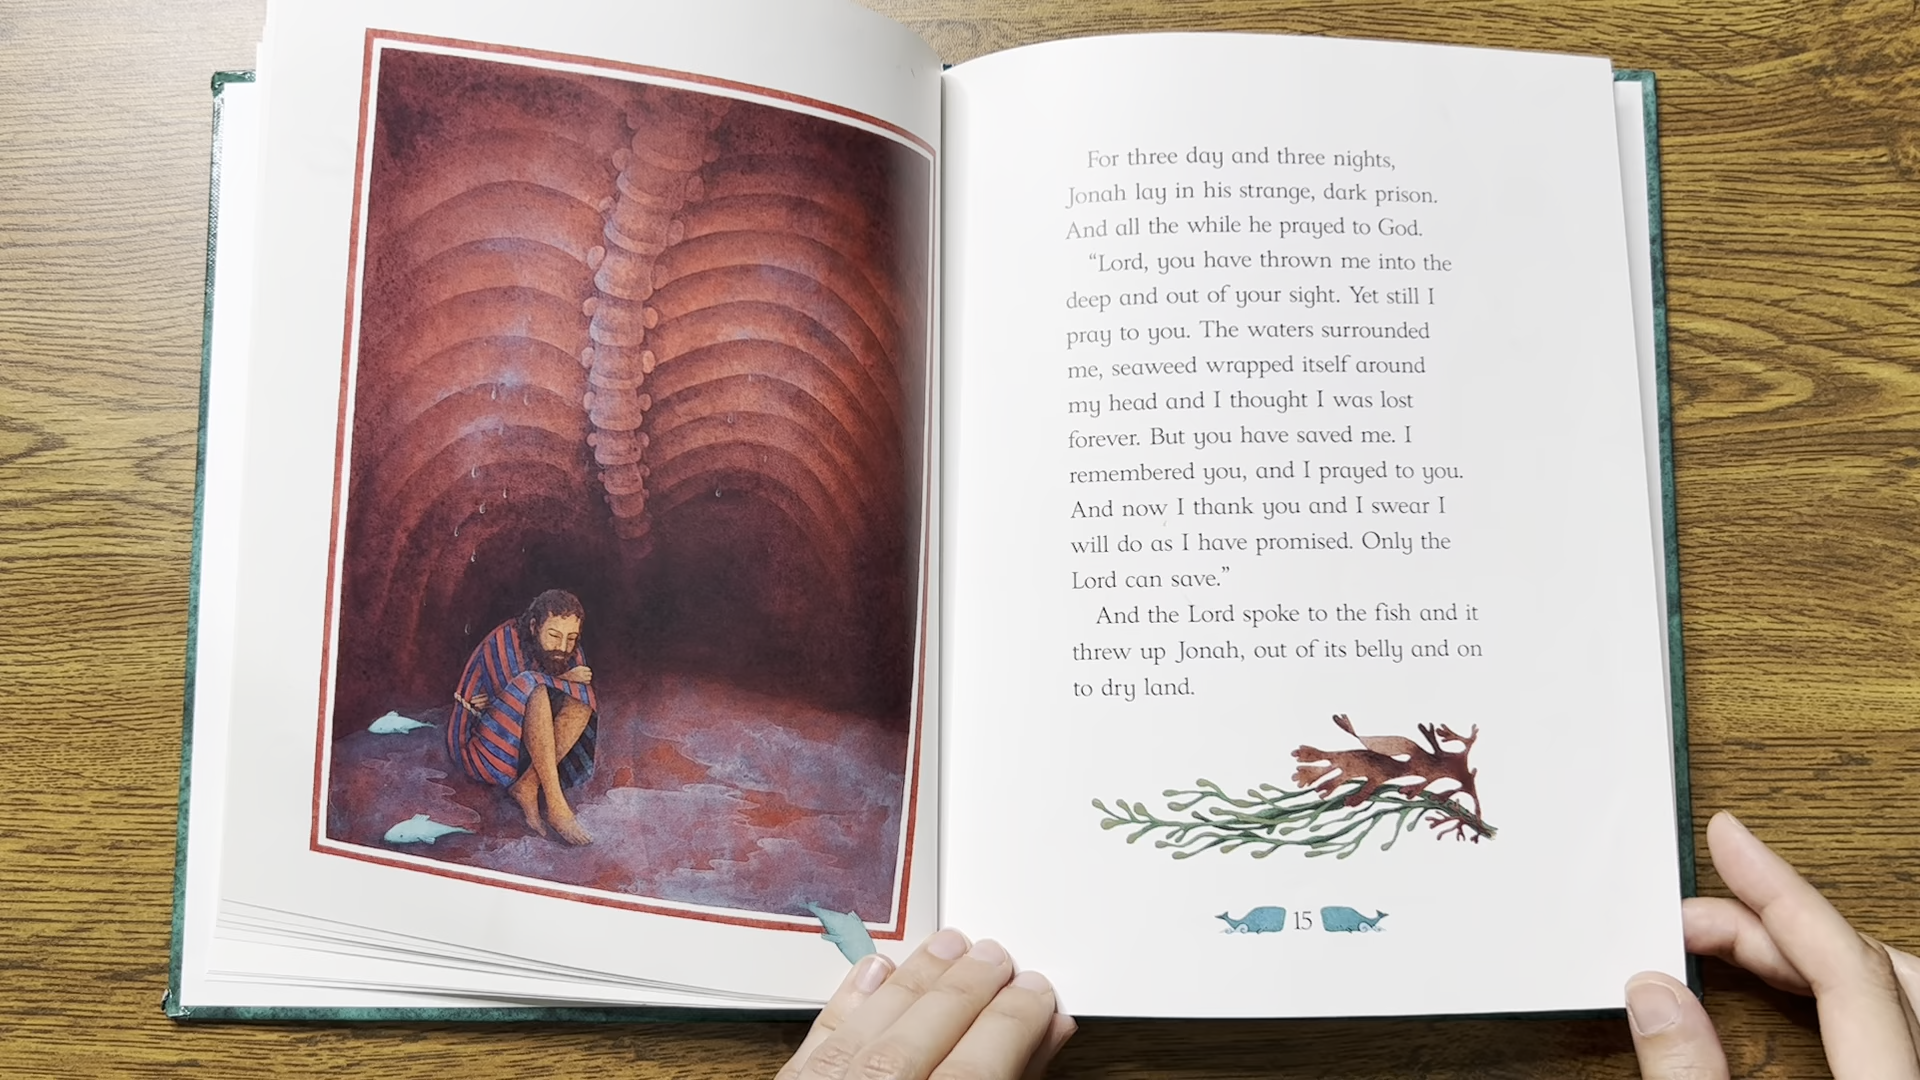 For three day and three nights,
Jonah lay in his strange, dark prison.
And all the while he prayed to God.
“Lord, you have thrown me into the
deep and out of your sight. Yet still I
pray to you. The waters surrounded
me, seaweed wrapped itself around
my head and I thought I was lost
forever. But you have saved me. I
remembered you, and I prayed to you.
And now I thank you and I swear I
will do as I have promised. Only the
Lord can save.”
And the Lord spoke to the fish and it
threw up Jonah, out of its belly and on
to dry land.
15